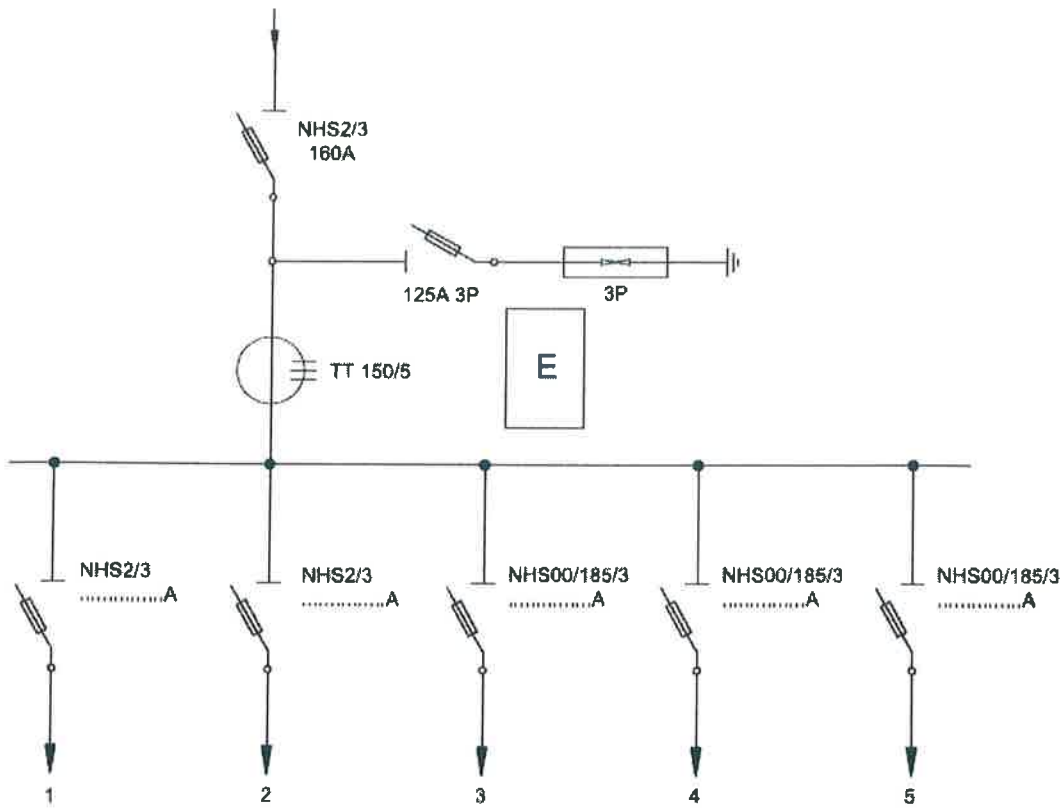 NHS2/3
160A
125A 3P
3P
E
TT 150/5
NHS2/3
..............A
NHS2/3
..............A
NHS00/185/3
..............A
NHS00/185/3
..............A
NHS00/185/3
..............A
1
2
3
4
5